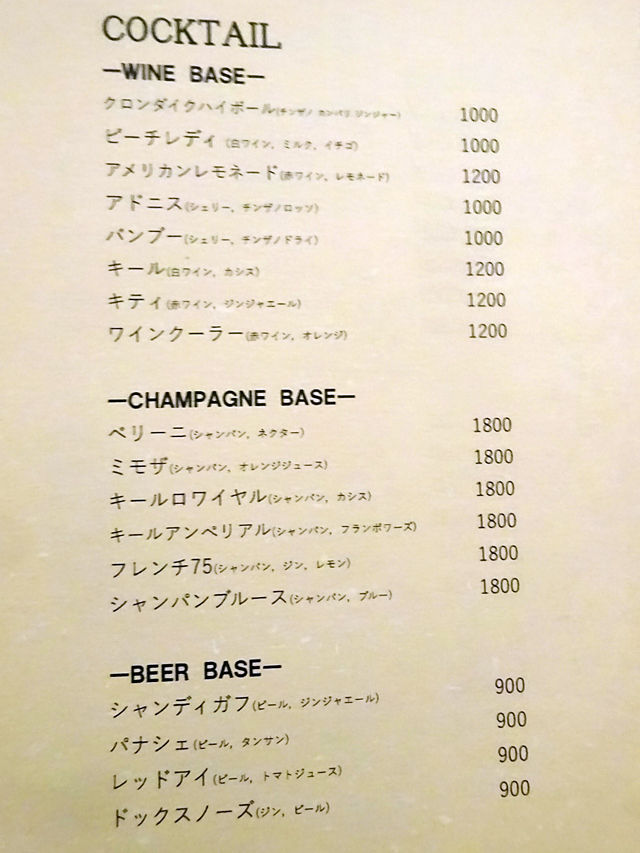 COCKTAIL
—WINE BASE—
クロンダイクハイボール(チンザノ カンパリ ジンジャー) 1000
ピーチレディ (白ワイン, ミルク, イチゴ) 1000
アメリカンレモネード(赤ワイン, レモネード) 1200
アドニス(シェリー, チンザノロッソ) 1000
バンブー(シェリー, チンザノドライ) 1000
キール(白ワイン, カシス) 1200
キティ(赤ワイン, ジンジャエール) 1200
ワインクーラー(赤ワイン, オレンジ) 1200
—CHAMPAGNE BASE—
ベリーニ(シャンパン, ネクター) 1800
ミモザ(シャンパン, オレンジジュース) 1800
キールロワイヤル(シャンパン, カシス) 1800
キールアンペリアル(シャンパン, フランボワーズ) 1800
フレンチ75(シャンパン, ジン, レモン) 1800
シャンパンブルース(シャンパン, ブルー) 1800
—BEER BASE—
シャンディガフ(ビール, ジンジャエール) 900
パナシェ(ビール, タンサン) 900
レッドアイ(ビール, トマトジュース) 900
ドックスノーズ(ジン, ビール) 900